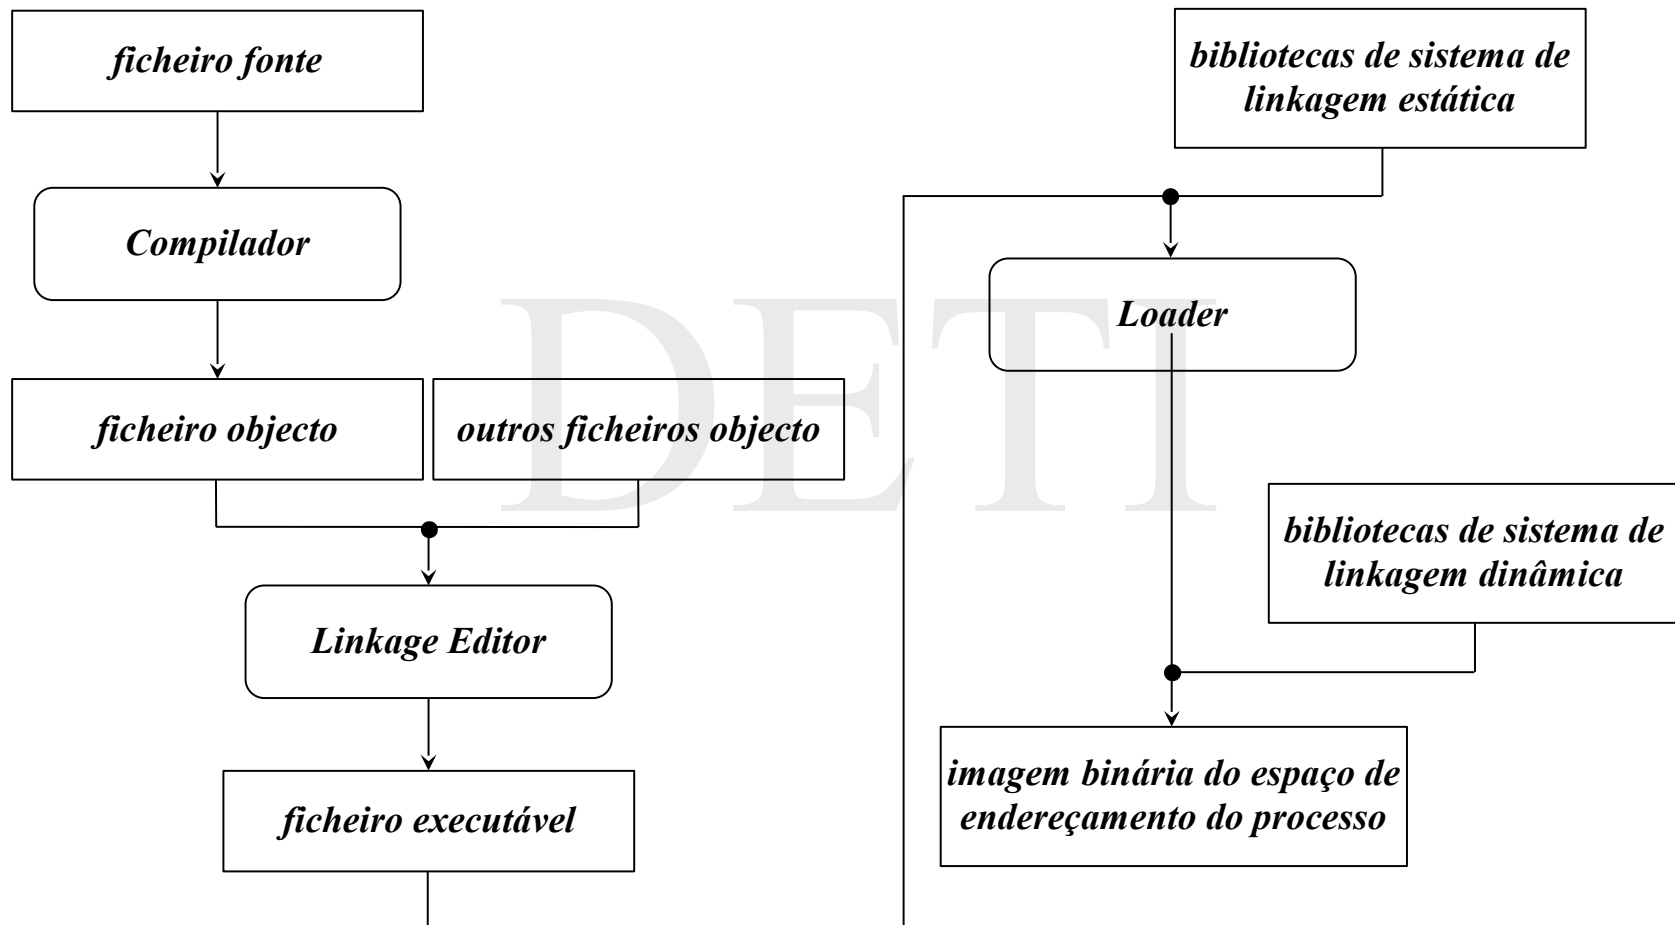 ficheiro fonte
Compilador
ficheiro objecto
outros ficheiros objecto
Linkage Editor
ficheiro executável
bibliotecas de sistema de
linkagem estática
Loader
bibliotecas de sistema de
linkagem dinâmica
imagem binária do espaço de
endereçamento do processo
DETI